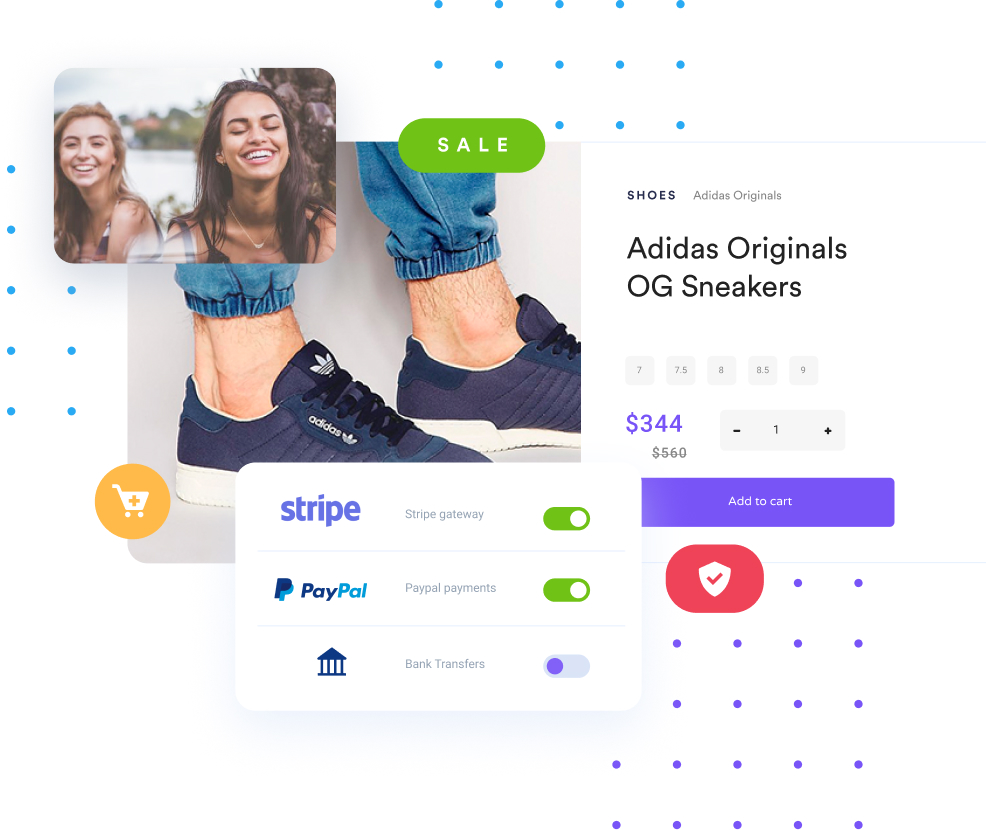 SALE
SHOES Adidas Originals
Adidas Originals
OG Sneakers
7 7.5 8 8.5 9
$344
- 1 +
$560
Add to cart
adidas
stripe Stripe gateway
PayPal Paypal payments
Bank Transfers